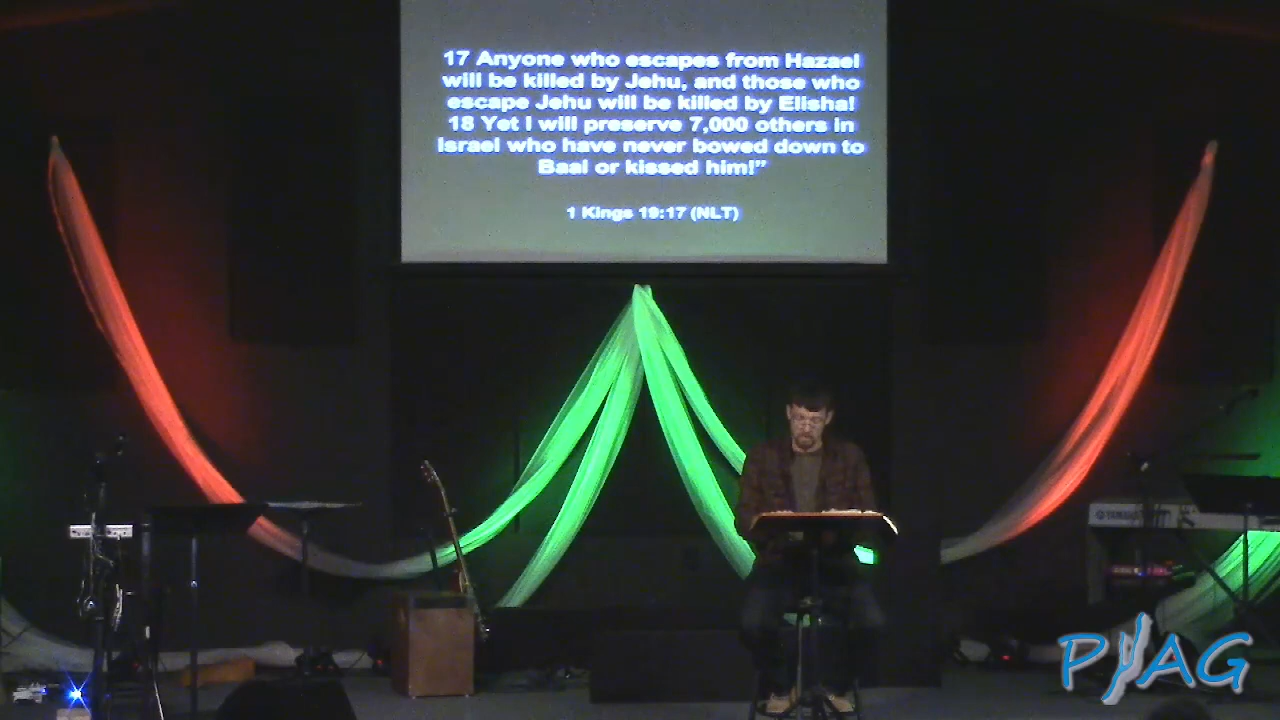 17 Anyone who escapes from Hazael
will be killed by Jehu, and those who
escape Jehu will be killed by Elisha!
18 Yet I will preserve 7,000 others in
Israel who have never bowed down to
Baal or kissed him!”
1 Kings 19:17 (NLT)
YAMAHA
PYAG